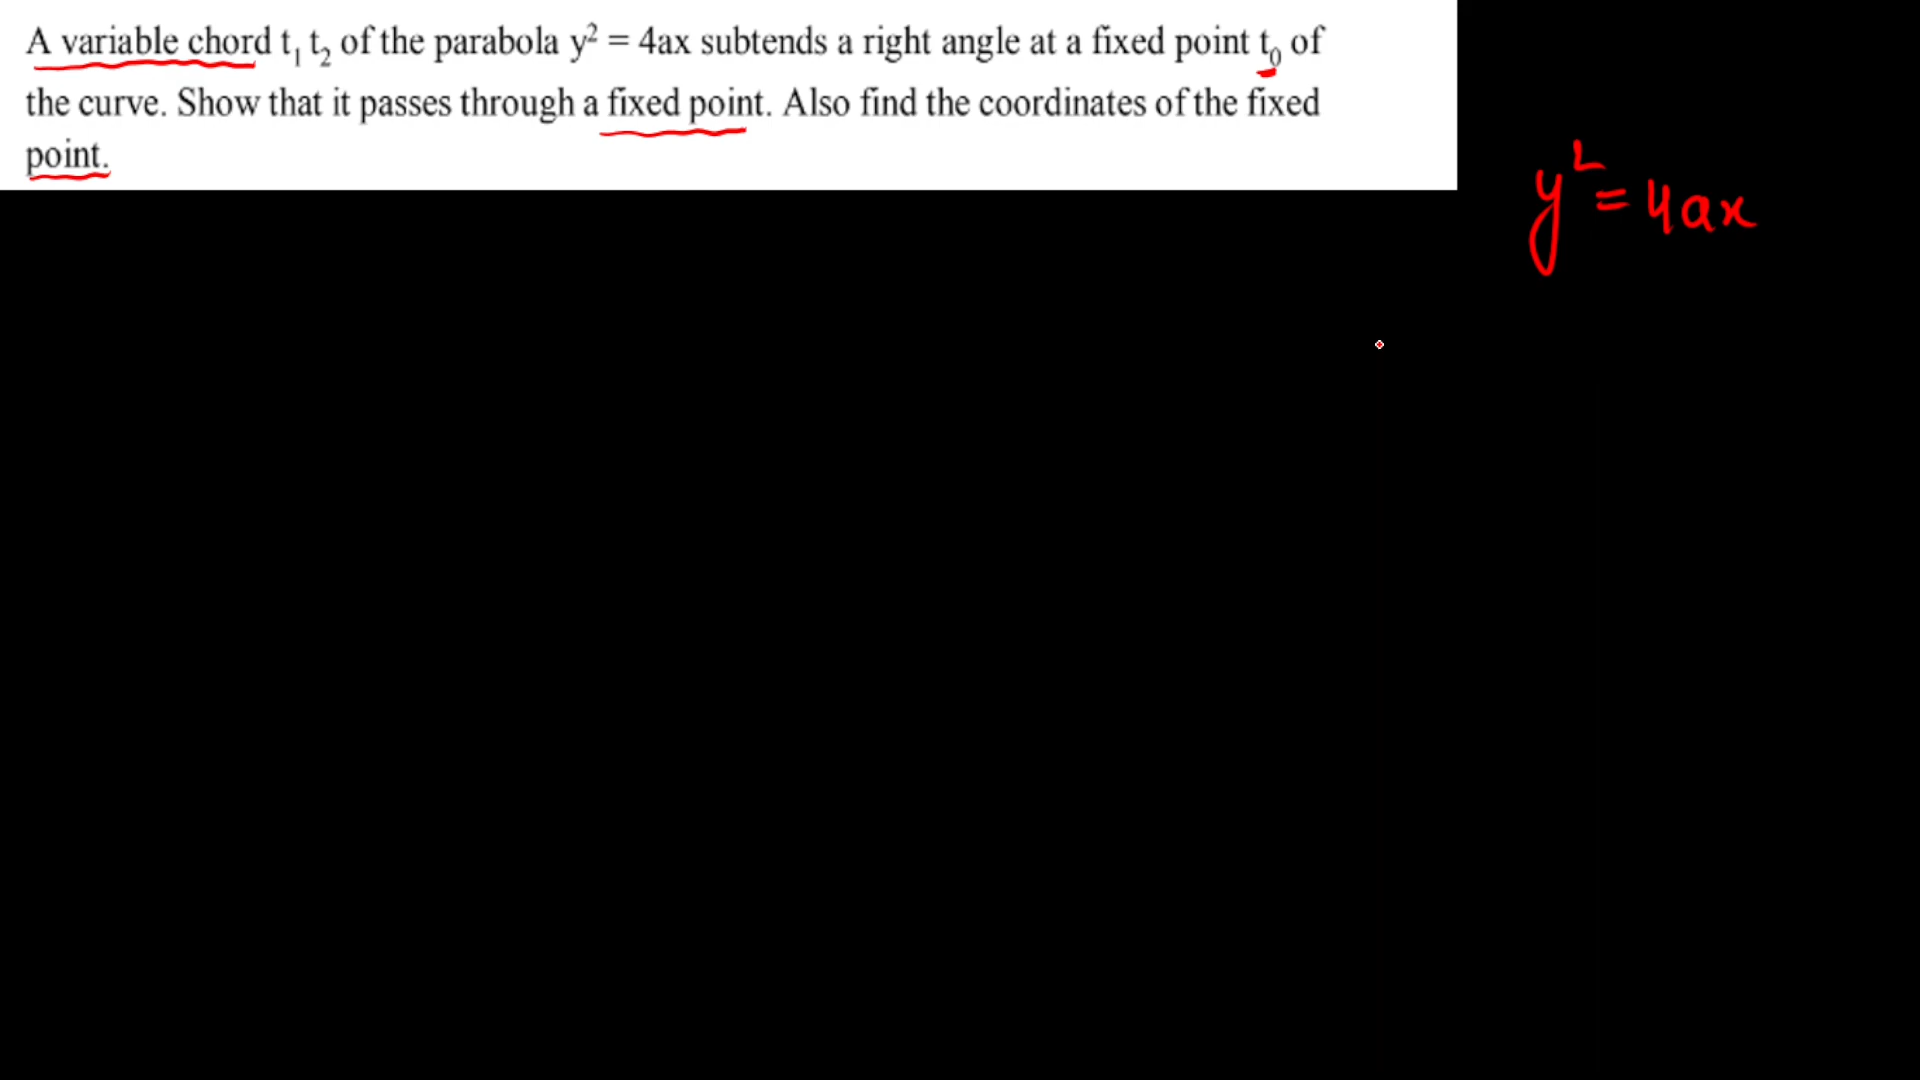 A variable chord t₁ t₂ of the parabola y² = 4ax subtends a right angle at a fixed point t₀ of
the curve. Show that it passes through a fixed point. Also find the coordinates of the fixed
point.
y² = 4ax